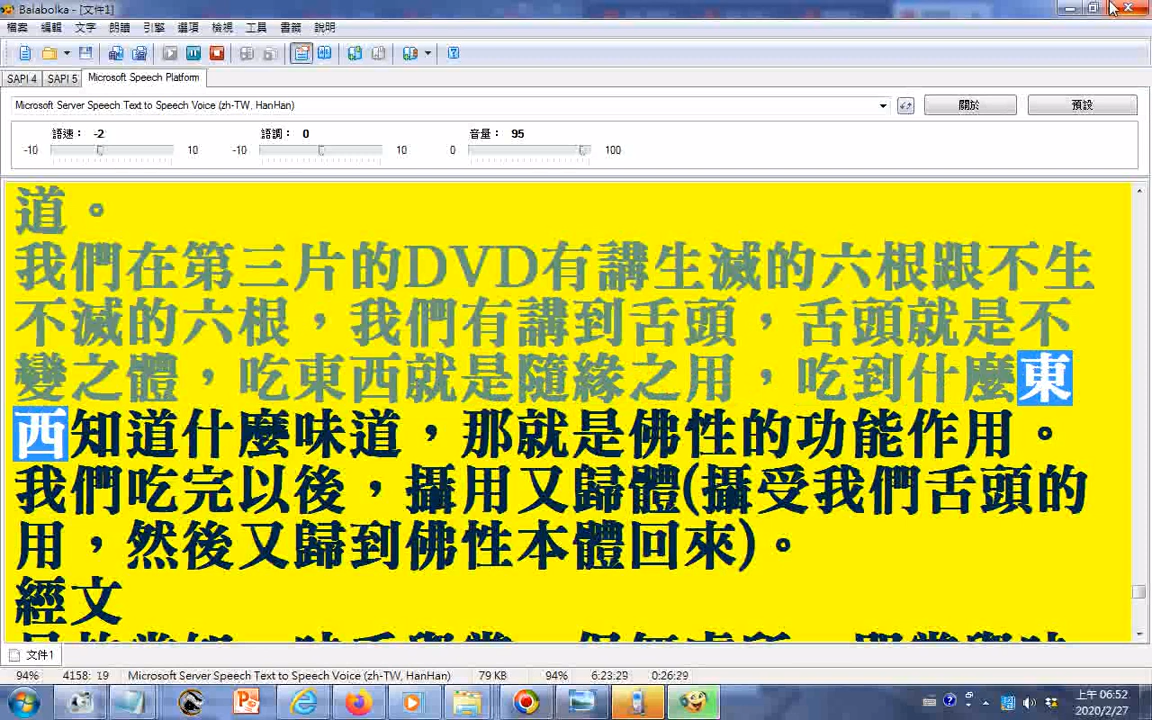 Balabolka - [文件1]
檔案 編輯 文字 朗讀 引擎 選項 檢視 工具 書籤 說明
SAPI 4 SAPI 5 Microsoft Speech Platform
Microsoft Server Speech Text to Speech Voice (zh-TW, HanHan) 關於 預設
語速： -2 語調： 0 音量： 95
-10 10 -10 10 0 100
道。
我們在第三片的DVD有講生滅的六根跟不生
不滅的六根，我們有講到舌頭，舌頭就是不
變之體，吃東西就是隨緣之用，吃到什麼東
西知道什麼味道，那就是佛性的功能作用。
我們吃完以後，攝用又歸體(攝受我們舌頭的
用，然後又歸到佛性本體回來)。
經文
文件1
94% 4158: 19 Microsoft Server Speech Text to Speech Voice (zh-TW, HanHan) 79 KB 94% 6:23:29 0:26:29
上午 06:52
2020/2/27